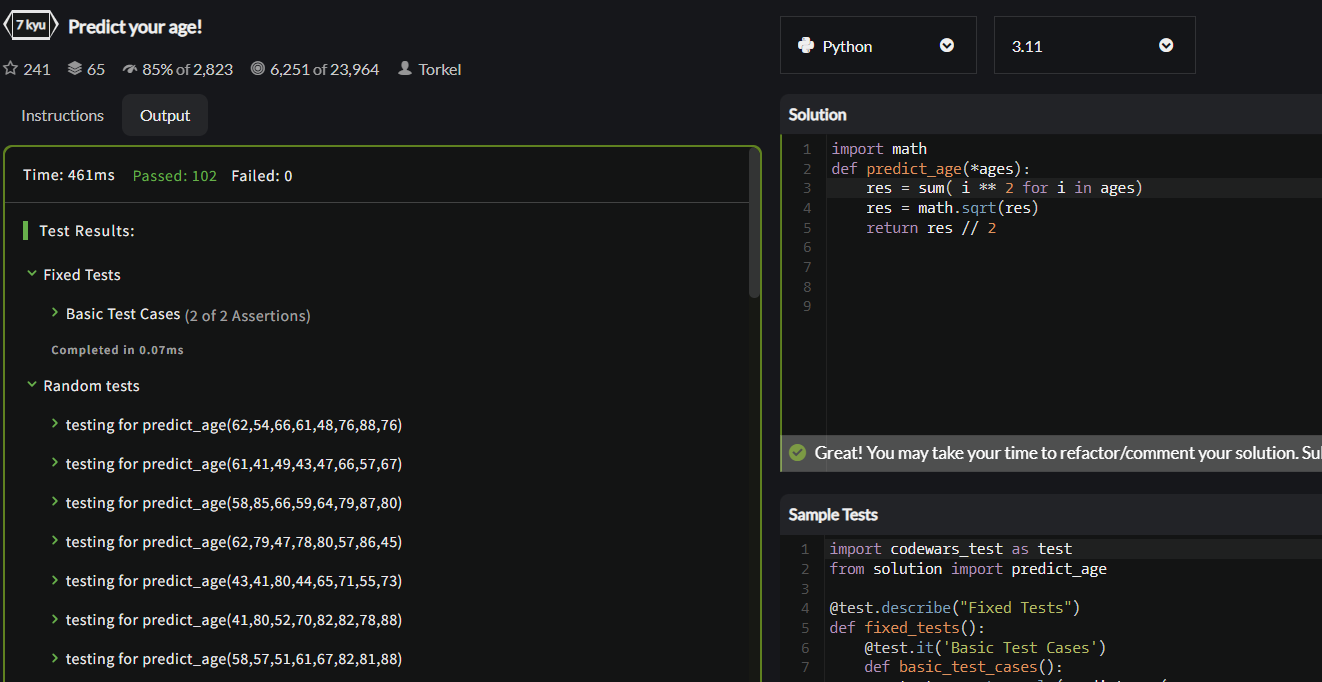 7 kyu Predict your age!
241 65 85% of 2,823 6,251 of 23,964 Torkel
Instructions Output
Time: 461ms Passed: 102 Failed: 0
Test Results:
Fixed Tests
Basic Test Cases (2 of 2 Assertions)
Completed in 0.07ms
Random tests
testing for predict_age(62,54,66,61,48,76,88,76)
testing for predict_age(61,41,49,43,47,66,57,67)
testing for predict_age(58,85,66,59,64,79,87,80)
testing for predict_age(62,79,47,78,80,57,86,45)
testing for predict_age(43,41,80,44,65,71,55,73)
testing for predict_age(41,80,52,70,82,82,78,88)
testing for predict_age(58,57,51,61,67,82,81,88)
Python 3.11
Solution
1 import math
2 def predict_age(*ages):
3     res = sum( i ** 2 for i in ages)
4     res = math.sqrt(res)
5     return res // 2
6
7
8
9
Great! You may take your time to refactor/comment your solution.
Sample Tests
1 import codewars_test as test
2 from solution import predict_age
3
4 @test.describe("Fixed Tests")
5 def fixed_tests():
6     @test.it('Basic Test Cases')
7     def basic_test_cases():